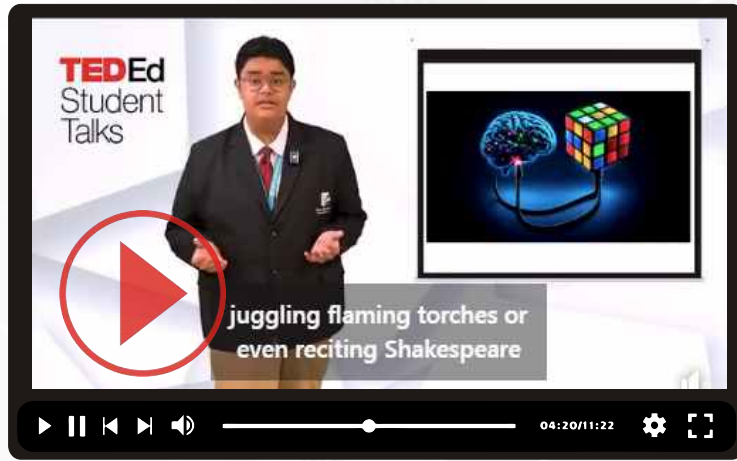 TEDEd
Student
Talks
juggling flaming torches or
even reciting Shakespeare
04:20/11:22